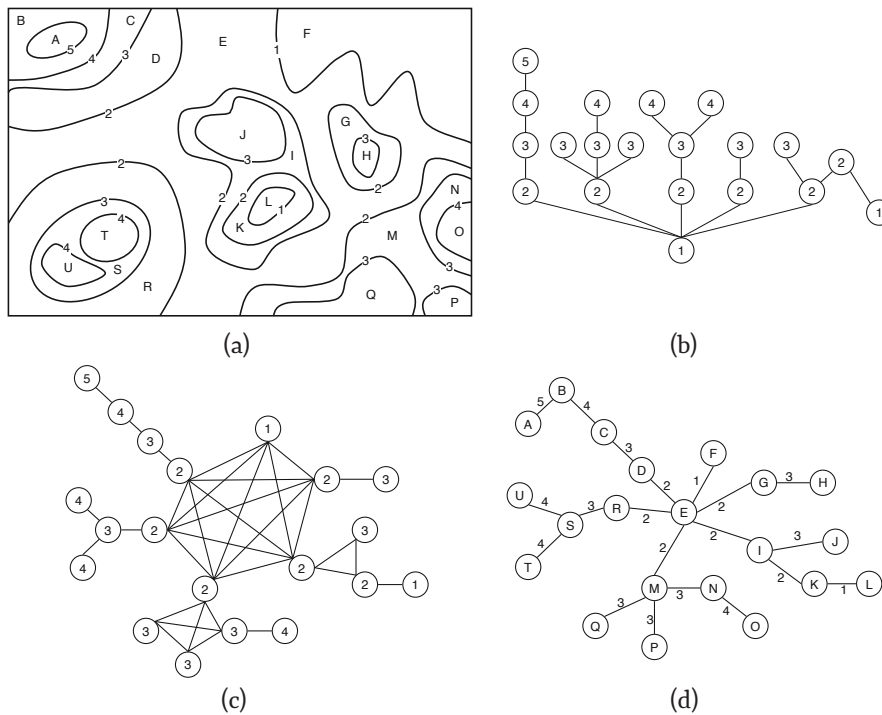 B C F
A E
5 4 3 D 1
2
G
J 3
3 I H
2 2 N
2 2 L 1 4
3 4 2
T K M O
4 3
U S 3
R Q 3 P
(a)
5
4 4 4 4
3 3 3 3 3 3 3
2
2 2 2 2 2
1
1
(b)
5
4
1
3
2 2 3
4
3 2 3
4 2
2 2 1
3 3 4
3
(c)
B
5 4
A C
3 F
D 2 1 G 3 H
U 4 3 R 2 E 2
S 2 3 J
4 2 I
T 2 K 1 L
M 3 N
3 3 4
Q O
P
(d)